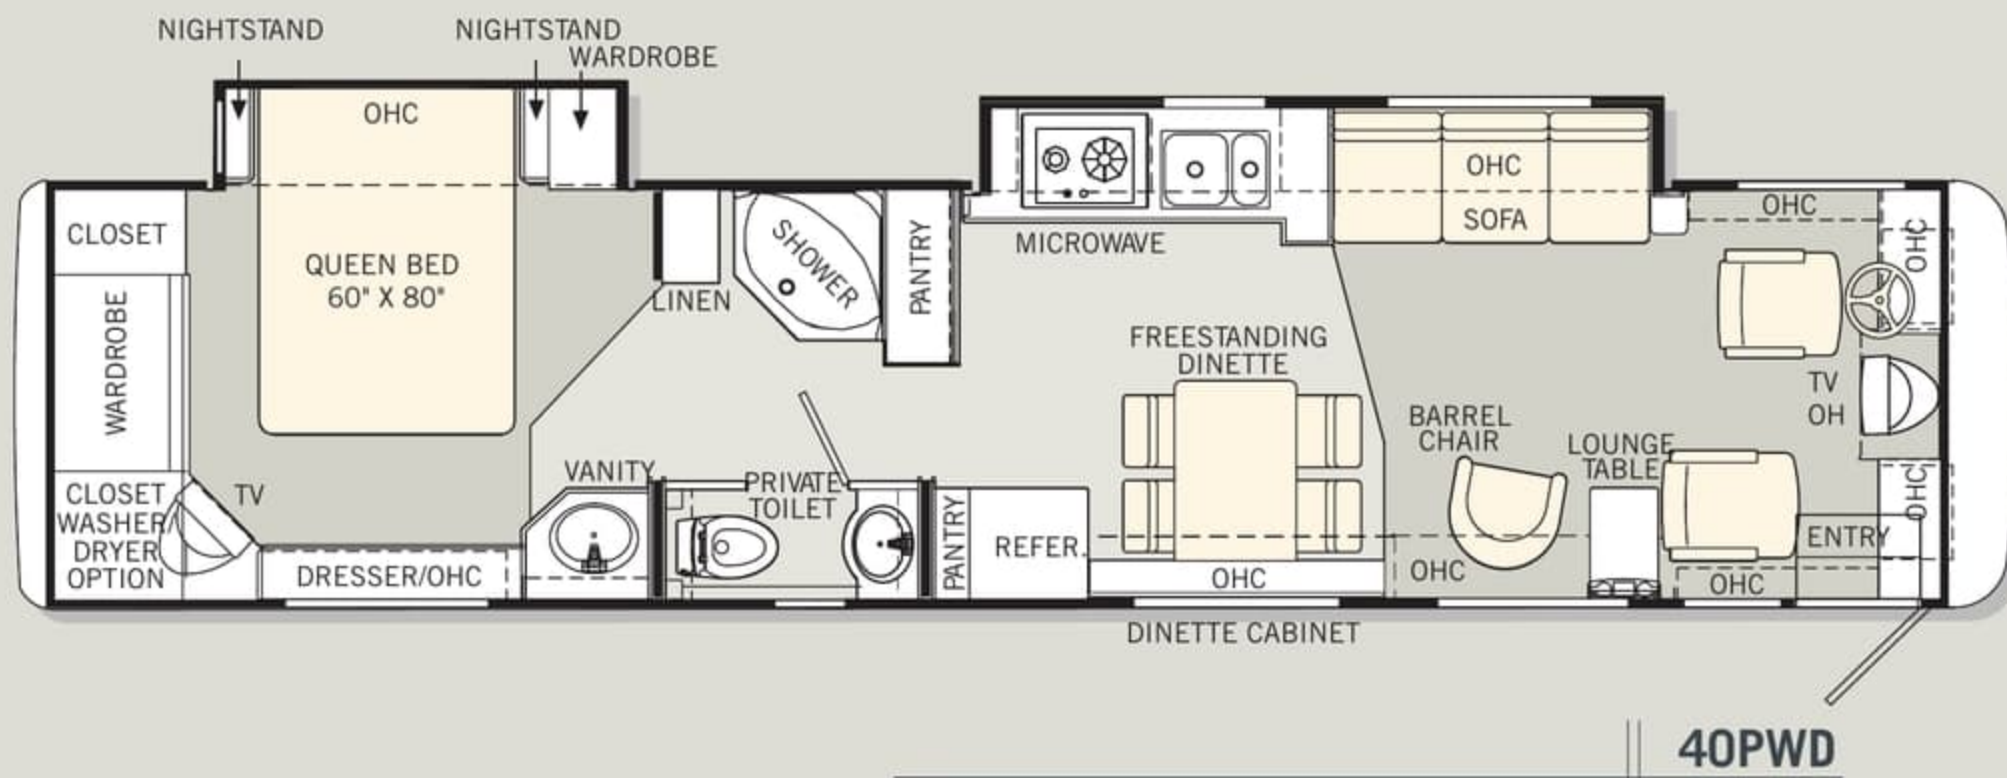 NIGHTSTAND
NIGHTSTAND
WARDROBE
OHC
CLOSET
QUEEN BED
60" X 80"
WARDROBE
LINEN
SHOWER
PANTRY
MICROWAVE
OHC
SOFA
OHC
OHC
FREESTANDING
DINETTE
TV
OH
BARREL
CHAIR
LOUNGE
TABLE
CLOSET
WASHER/
DRYER
OPTION
TV
DRESSER/OHC
VANITY
PRIVATE
TOILET
PANTRY
REFER.
OHC
OHC
OHC
ENTRY
OHC
DINETTE CABINET
40PWD